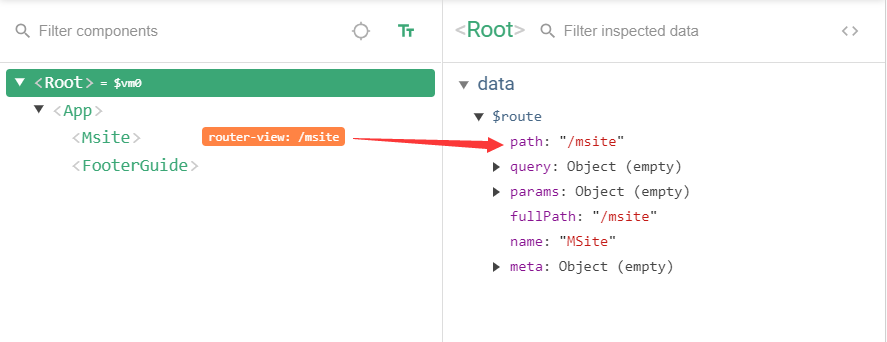 Filter components
<Root> = $vm0
<App>
<Msite> router-view: /msite
<FooterGuide>
<Root> Filter inspected data <>
data
$route
path: "/msite"
query: Object (empty)
params: Object (empty)
fullPath: "/msite"
name: "MSite"
meta: Object (empty)